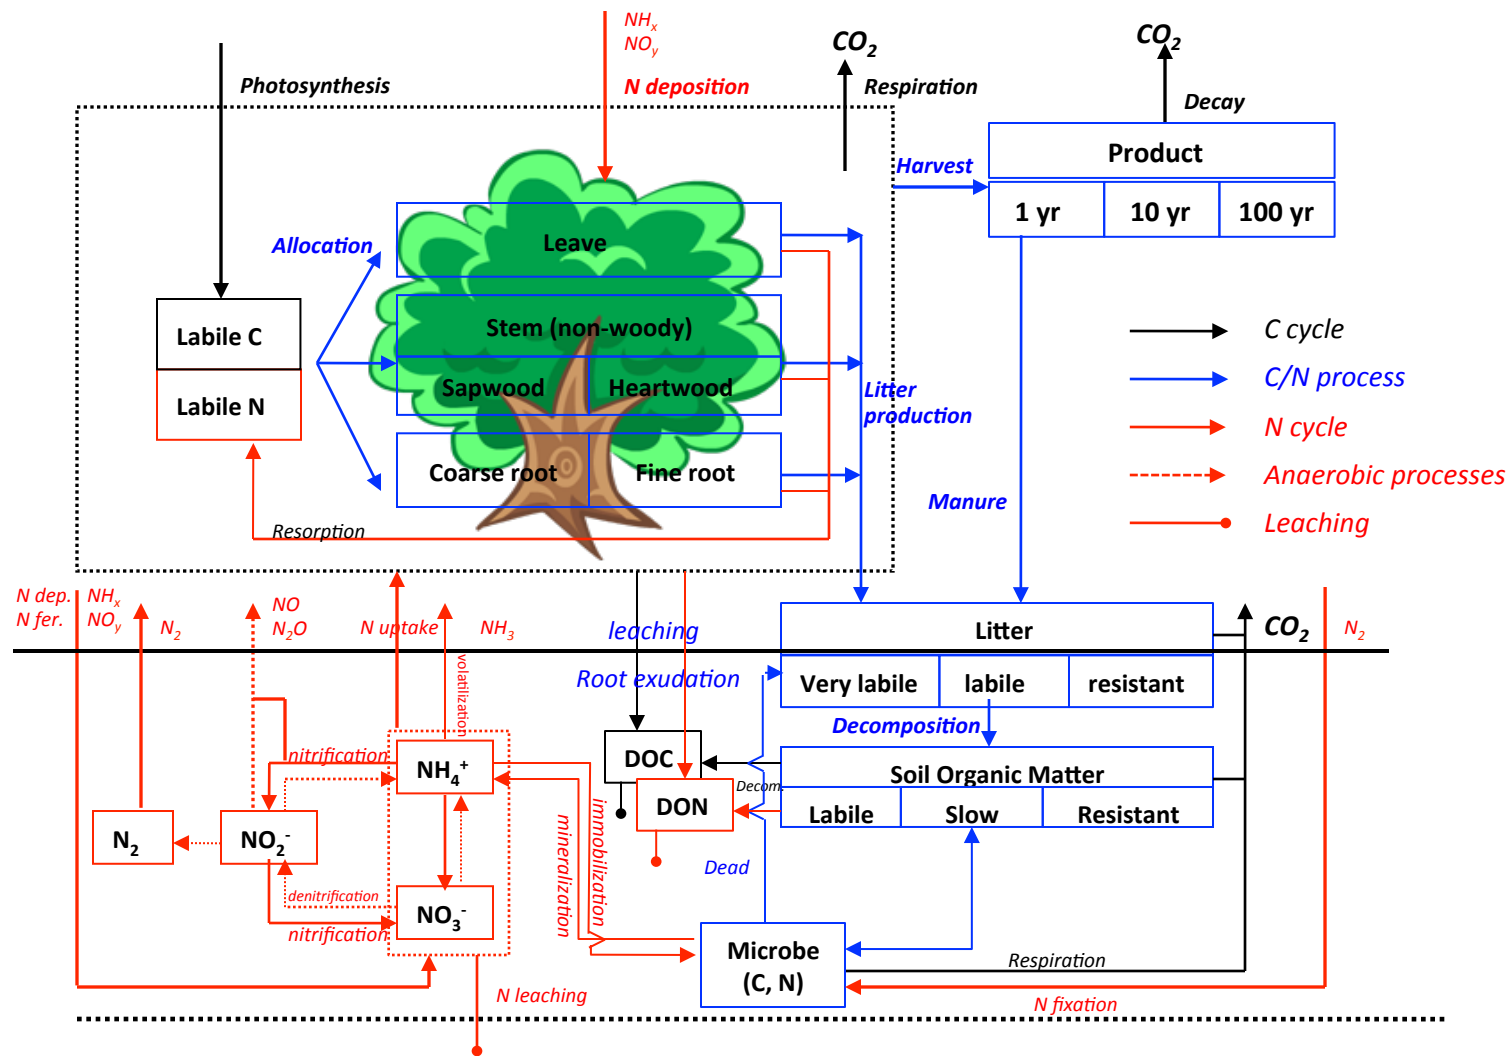 NHx
NOy
N deposition
CO2
CO2
Photosynthesis
Respiration
Decay
Product
1 yr
10 yr
100 yr
Harvest
Allocation
Leave
Stem (non-woody)
Sapwood
Heartwood
Coarse root
Fine root
Labile C
Labile N
Resorption
Litter
production
Manure
C cycle
C/N process
N cycle
Anaerobic processes
Leaching
N dep.
N fer.
NHx
NOy
N2
NO
N2O
N uptake
NH3
volatilization
leaching
Root exudation
Litter
Very labile
labile
resistant
CO2
N2
Decomposition
Soil Organic Matter
Labile
Slow
Resistant
DOC
DON
Decom.
nitrification
NH4+
N2
NO2-
denitrification
NO3-
nitrification
mineralization
immobilization
Dead
Microbe
(C, N)
Respiration
N leaching
N fixation